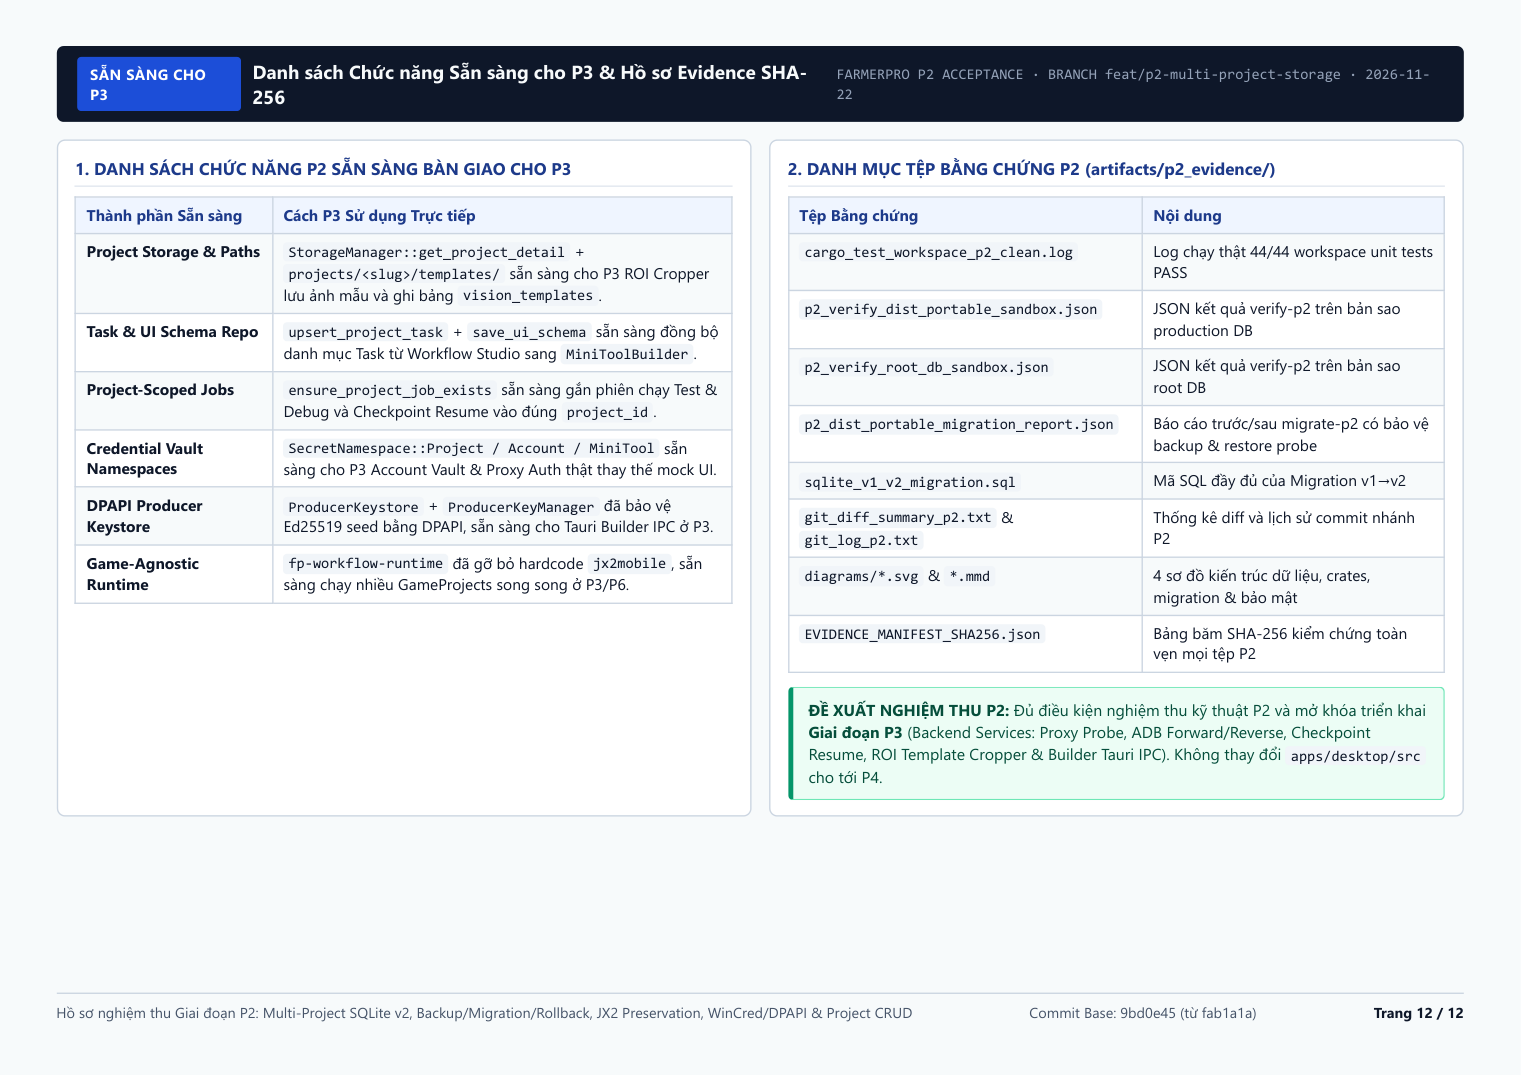 SẴN SÀNG CHO
P3
Danh sách Chức năng Sẵn sàng cho P3 & Hồ sơ Evidence SHA-
256
FARMERPRO P2 ACCEPTANCE · BRANCH feat/p2-multi-project-storage · 2026-11-
22
1. DANH SÁCH CHỨC NĂNG P2 SẴN SÀNG BÀN GIAO CHO P3
Thành phần Sẵn sàng
Cách P3 Sử dụng Trực tiếp
Project Storage & Paths
StorageManager::get_project_detail +
projects/<slug>/templates/ sẵn sàng cho P3 ROI Cropper
lưu ảnh mẫu và ghi bảng vision_templates .
Task & UI Schema Repo
upsert_project_task + save_ui_schema sẵn sàng đồng bộ
danh mục Task từ Workflow Studio sang MiniToolBuilder .
Project-Scoped Jobs
ensure_project_job_exists sẵn sàng gắn phiên chạy Test &
Debug và Checkpoint Resume vào đúng project_id .
Credential Vault
Namespaces
SecretNamespace::Project / Account / MiniTool sẵn
sàng cho P3 Account Vault & Proxy Auth thật thay thế mock UI.
DPAPI Producer
Keystore
ProducerKeystore + ProducerKeyManager đã bảo vệ
Ed25519 seed bằng DPAPI, sẵn sàng cho Tauri Builder IPC ở P3.
Game-Agnostic
Runtime
fp-workflow-runtime đã gỡ bỏ hardcode jx2mobile , sẵn
sàng chạy nhiều GameProjects song song ở P3/P6.
2. DANH MỤC TỆP BẰNG CHỨNG P2 (artifacts/p2_evidence/)
Tệp Bằng chứng
Nội dung
cargo_test_workspace_p2_clean.log
Log chạy thật 44/44 workspace unit tests
PASS
p2_verify_dist_portable_sandbox.json
JSON kết quả verify-p2 trên bản sao
production DB
p2_verify_root_db_sandbox.json
JSON kết quả verify-p2 trên bản sao
root DB
p2_dist_portable_migration_report.json
Báo cáo trước/sau migrate-p2 có bảo vệ
backup & restore probe
sqlite_v1_v2_migration.sql
Mã SQL đầy đủ của Migration v1→v2
git_diff_summary_p2.txt &
git_log_p2.txt
Thống kê diff và lịch sử commit nhánh
P2
diagrams/*.svg & *.mmd
4 sơ đồ kiến trúc dữ liệu, crates,
migration & bảo mật
EVIDENCE_MANIFEST_SHA256.json
Bảng băm SHA-256 kiểm chứng toàn
vẹn mọi tệp P2
ĐỀ XUẤT NGHIỆM THU P2: Đủ điều kiện nghiệm thu kỹ thuật P2 và mở khóa triển khai
Giai đoạn P3 (Backend Services: Proxy Probe, ADB Forward/Reverse, Checkpoint
Resume, ROI Template Cropper & Builder Tauri IPC). Không thay đổi apps/desktop/src
cho tới P4.
Hồ sơ nghiệm thu Giai đoạn P2: Multi-Project SQLite v2, Backup/Migration/Rollback, JX2 Preservation, WinCred/DPAPI & Project CRUD
Commit Base: 9bd0e45 (từ fab1a1a)
Trang 12 / 12